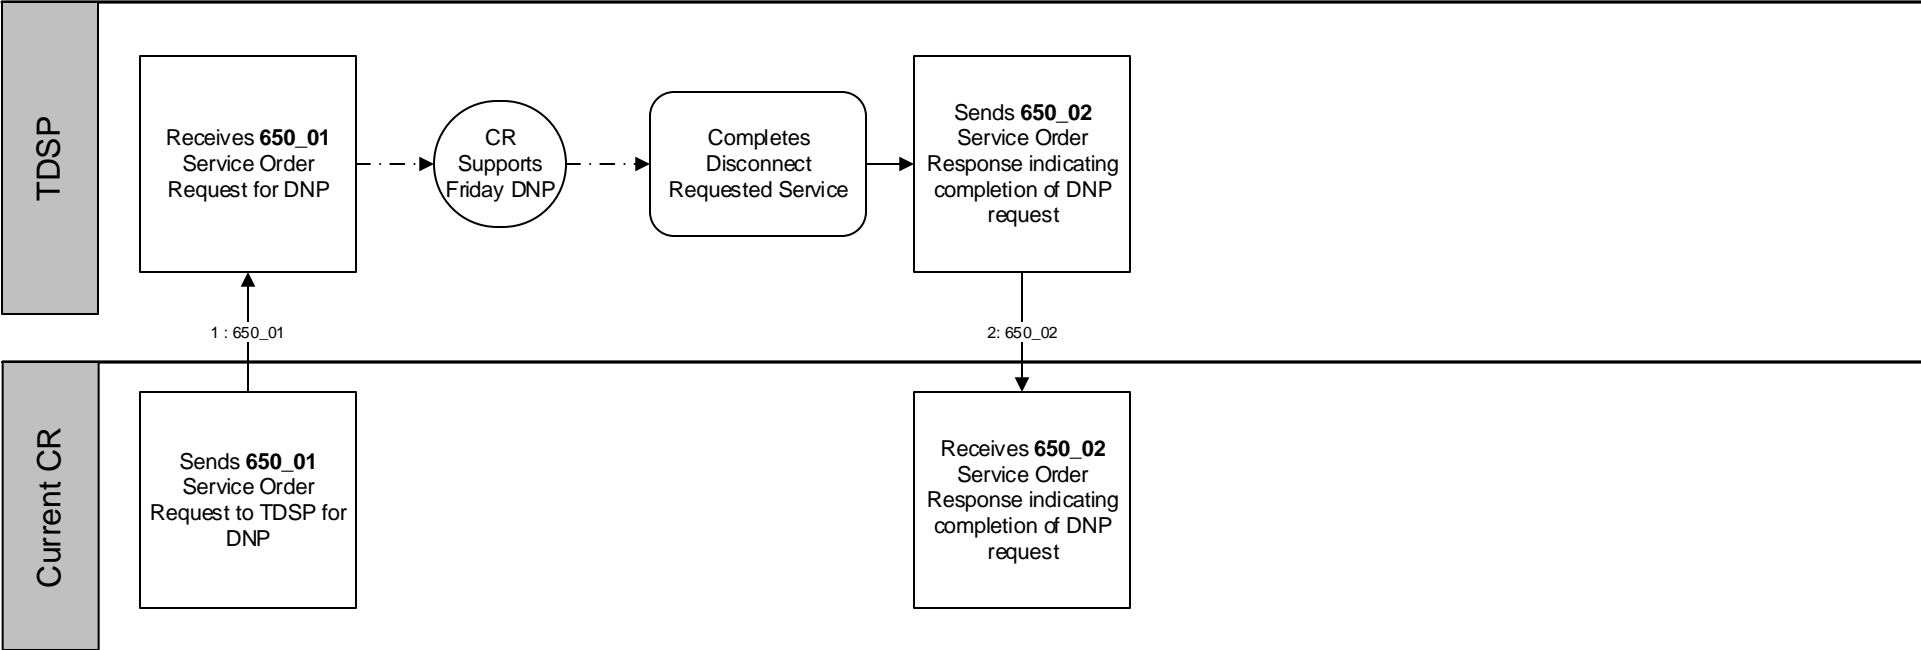 TDSP
Receives 650_01
Service Order
Request for DNP
CR
Supports
Friday DNP
Completes
Disconnect
Requested Service
Sends 650_02
Service Order
Response indicating
completion of DNP
request
1 : 650_01
2: 650_02
Current CR
Sends 650_01
Service Order
Request to TDSP for
DNP
Receives 650_02
Service Order
Response indicating
completion of DNP
request